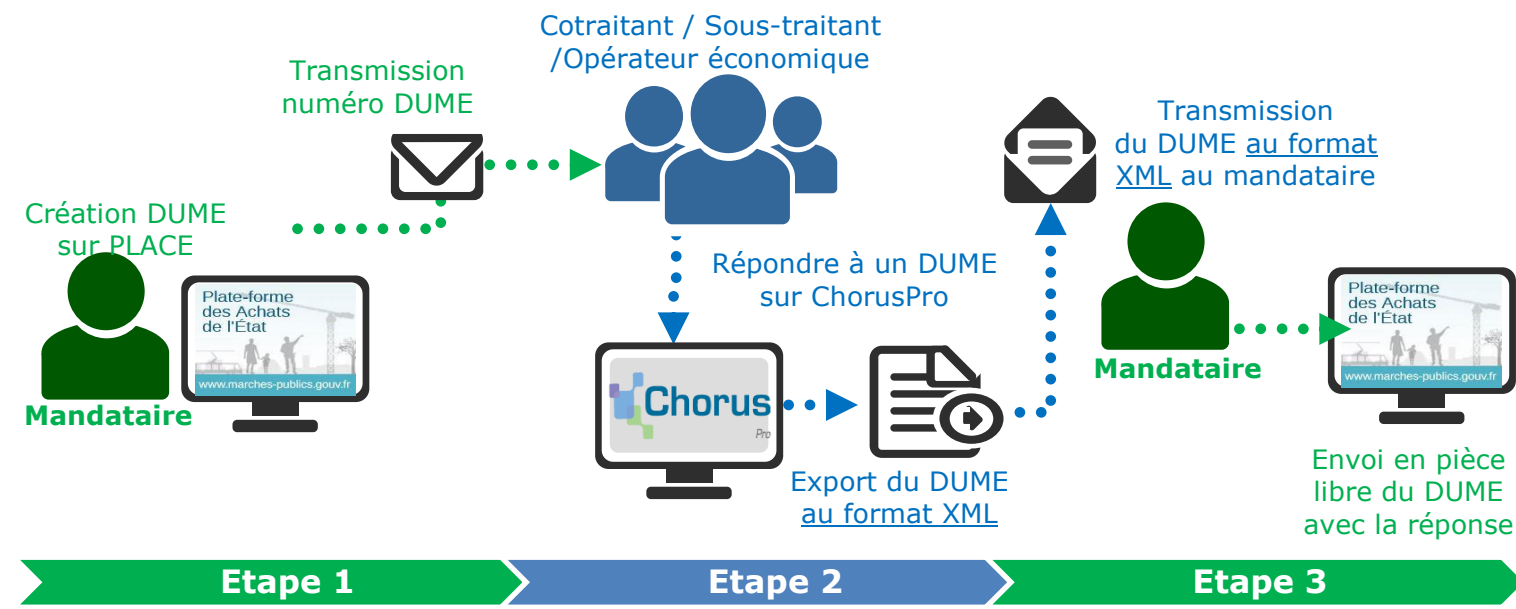 Cotraitant / Sous-traitant
/Opérateur économique
Transmission
numéro DUME
Transmission
du DUME au format
XML au mandataire
Création DUME
sur PLACE
Répondre à un DUME
sur ChorusPro
Plate-forme
des Achats
de l'État
www.marches-publics.gouv.fr
Mandataire
Chorus
Pro
Export du DUME
au format XML
Mandataire
Plate-forme
des Achats
de l'État
www.marches-publics.gouv.fr
Envoi en pièce
libre du DUME
avec la réponse
Etape 1
Etape 2
Etape 3